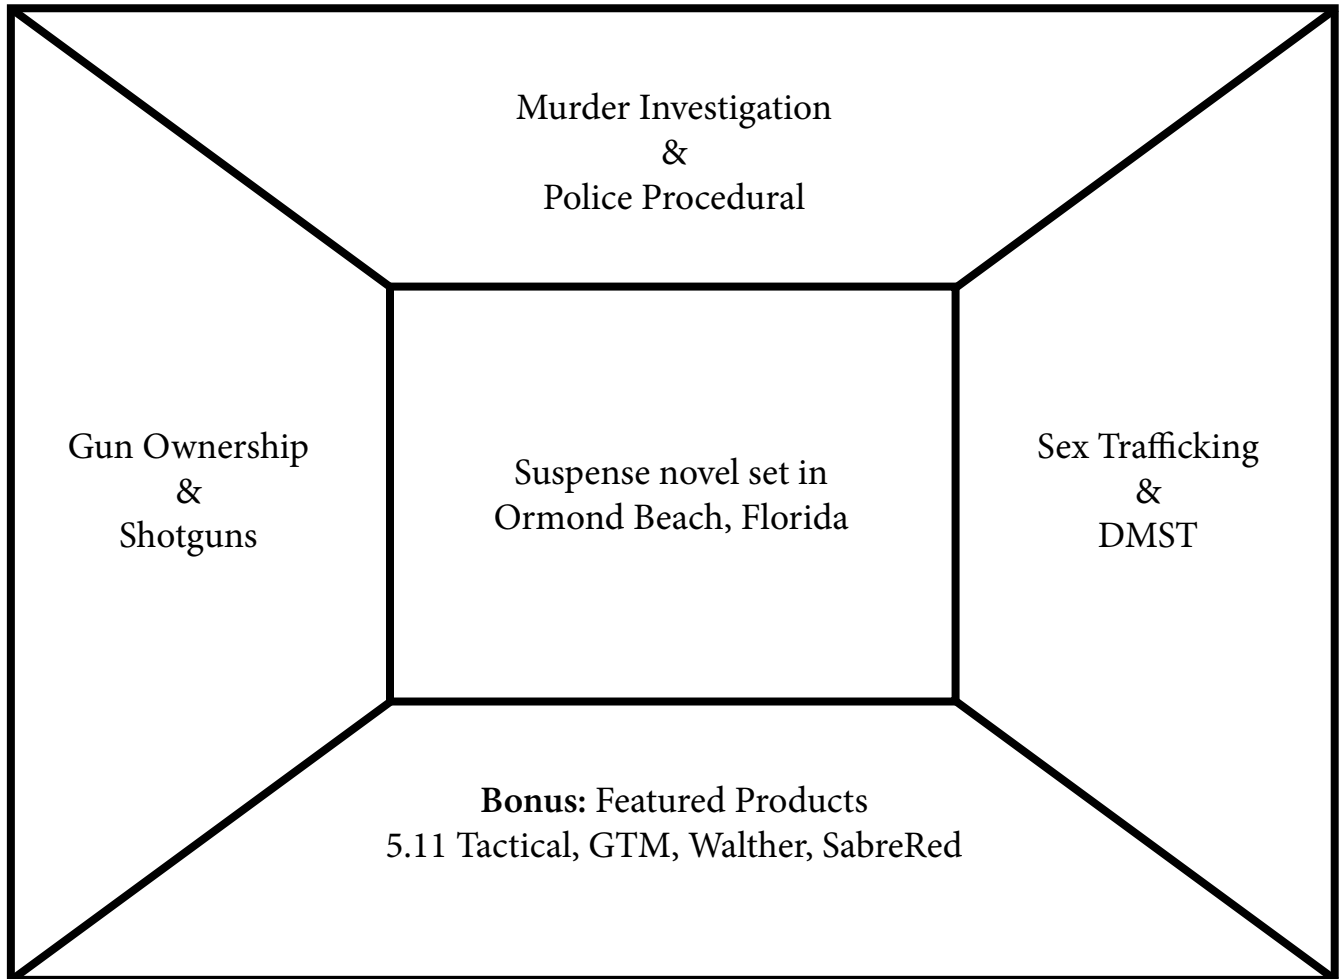 Murder Investigation
&
Police Procedural
Gun Ownership
&
Shotguns
Suspense novel set in
Ormond Beach, Florida
Sex Trafficking
&
DMST
Bonus: Featured Products
5.11 Tactical, GTM, Walther, SabreRed